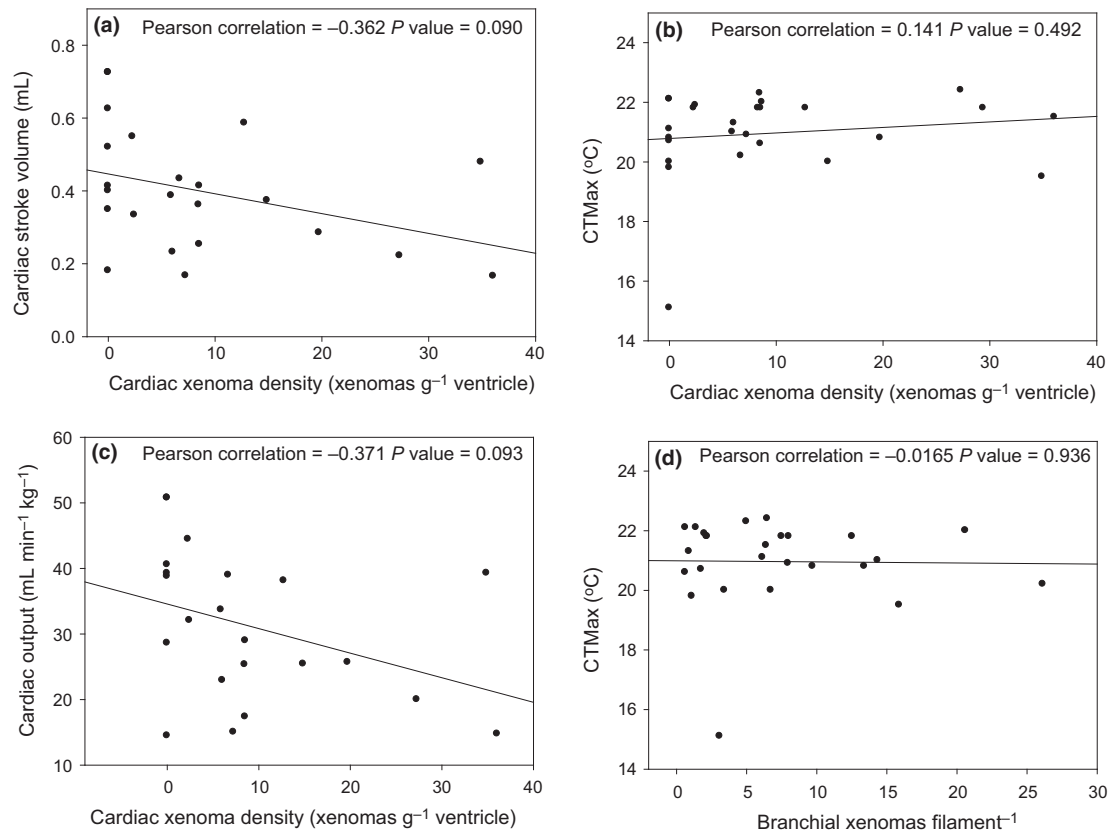 (a) Pearson correlation = –0.362 P value = 0.090
0.8
0.6
0.4
0.2
0.0
Cardiac stroke volume (mL)
0 10 20 30 40
Cardiac xenoma density (xenomas g⁻¹ ventricle)
(b) Pearson correlation = 0.141 P value = 0.492
24
22
20
18
16
14
CTMax (ºC)
0 10 20 30 40
Cardiac xenoma density (xenomas g⁻¹ ventricle)
(c) Pearson correlation = –0.371 P value = 0.093
60
50
40
30
20
10
Cardiac output (mL min⁻¹ kg⁻¹)
0 10 20 30 40
Cardiac xenoma density (xenomas g⁻¹ ventricle)
(d) Pearson correlation = –0.0165 P value = 0.936
24
22
20
18
16
14
CTMax (ºC)
0 5 10 15 20 25 30
Branchial xenomas filament⁻¹